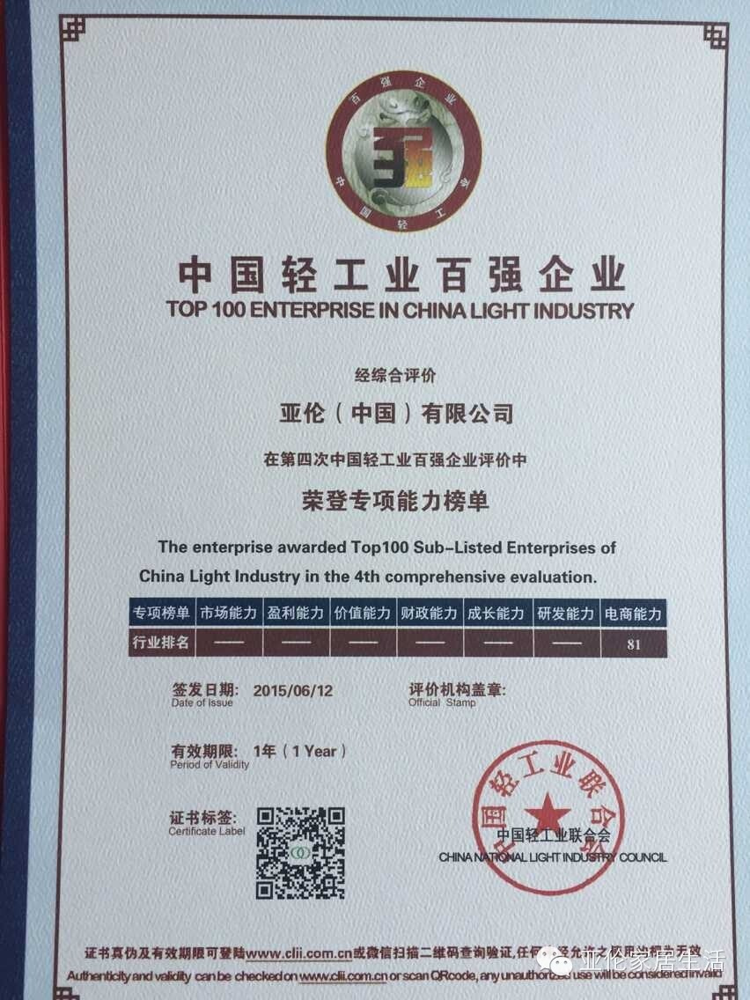 百强企业
强
中国轻工业
中国轻工业百强企业
TOP 100 ENTERPRISE IN CHINA LIGHT INDUSTRY
经综合评价
亚伦（中国）有限公司
在第四次中国轻工业百强企业评价中
荣登专项能力榜单
The enterprise awarded Top100 Sub-Listed Enterprises of
China Light Industry in the 4th comprehensive evaluation.
专项榜单 市场能力 盈利能力 价值能力 财政能力 成长能力 研发能力 电商能力
行业排名 —— —— —— —— —— —— 81
签发日期: 2015/06/12 评价机构盖章:
Date of Issue Official Stamp
有效期限: 1年（1 Year）
Period of Validity
证书标签:
Certificate Label
中国轻工业联合会
中国轻工业联合会
CHINA NATIONAL LIGHT INDUSTRY COUNCIL
证书真伪及有效期限可登陆www.clii.com.cn或微信扫描二维码查询验证,任何 经允许之 用 为无效
Authenticity and validity can be checked on www.clii.com.cn or scan QRcode, any unauthorized use will be considered invalid
亚伦家居生活